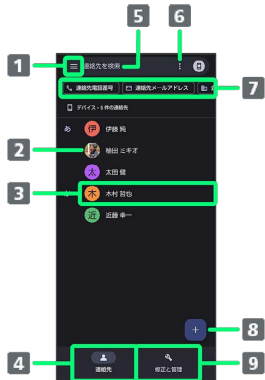 5
6
1
連絡先を検索
連絡先電話番号
連絡先メールアドレス
7
デバイス・5 件の連絡先
あ
伊
伊藤 純
2
植田 ミキオ
太
太田 健
3
木
木村 哲也
近
近藤 幸一
8
4
連絡先
修正と管理
9